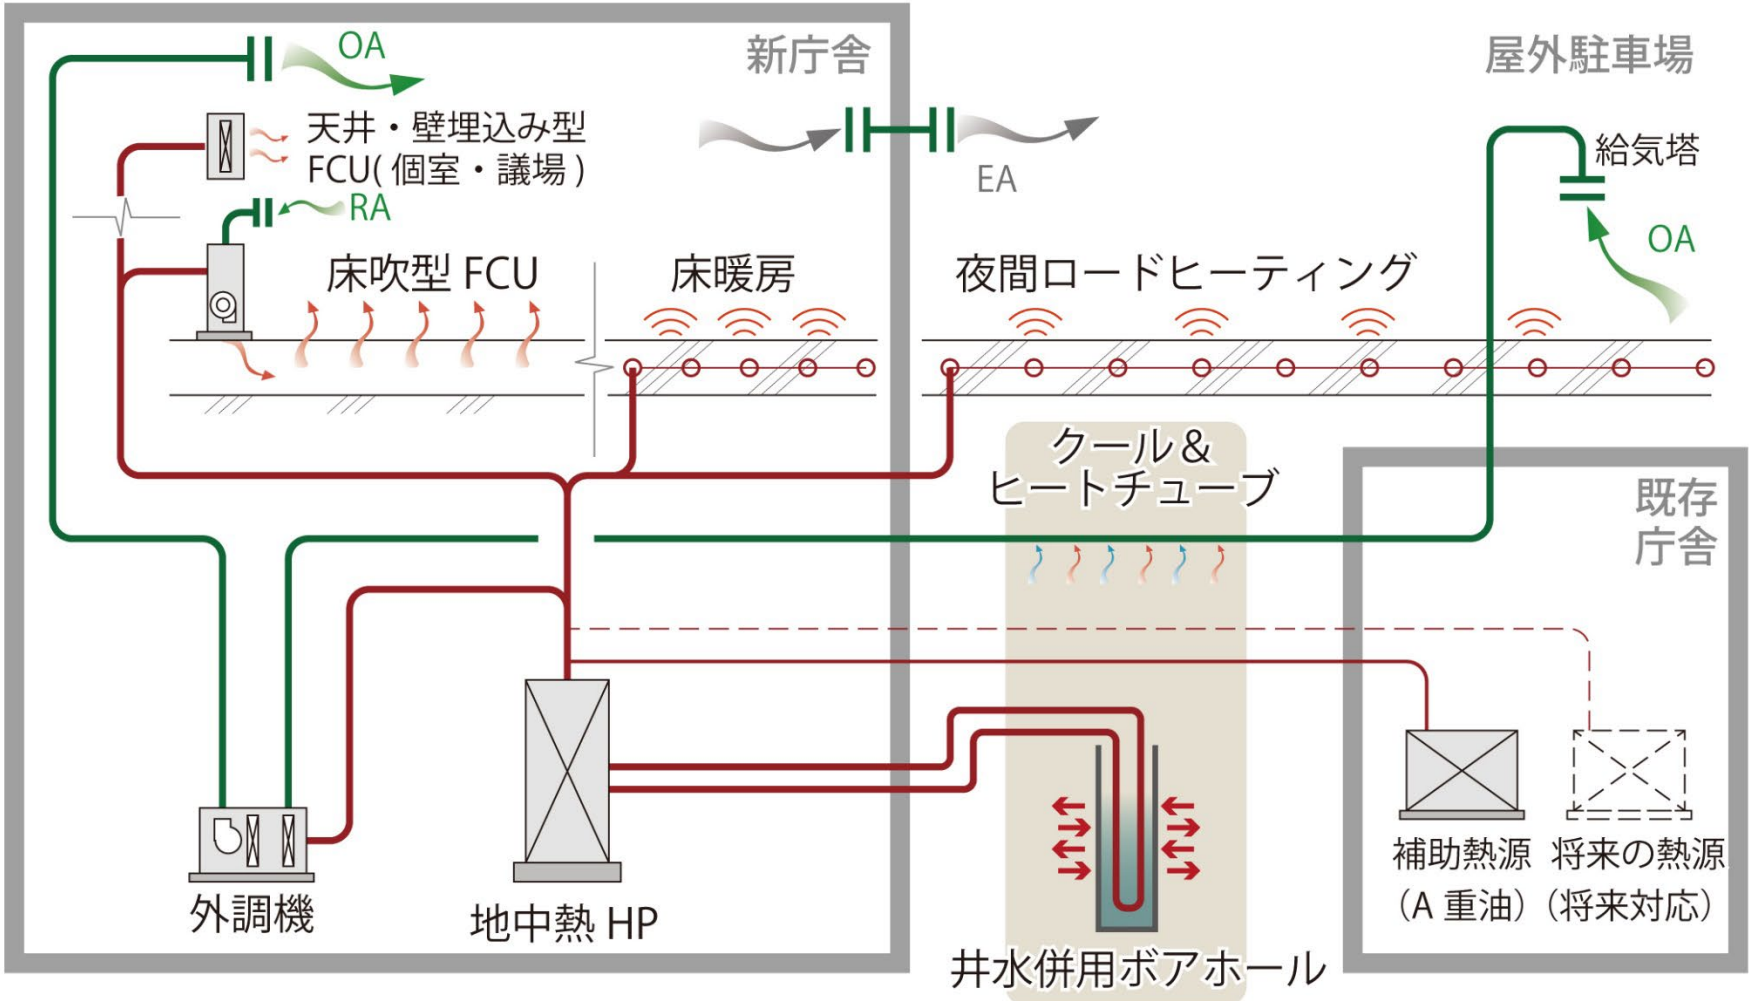 新庁舎
屋外駐車場
OA
天井・壁埋込み型
FCU( 個室・議場 )
RA
EA
給気塔
OA
床吹型 FCU
床暖房
夜間ロードヒーティング
クール＆
ヒートチューブ
既存
庁舎
外調機
地中熱 HP
井水併用ボアホール
補助熱源
（A 重油）
将来の熱源
（将来対応）